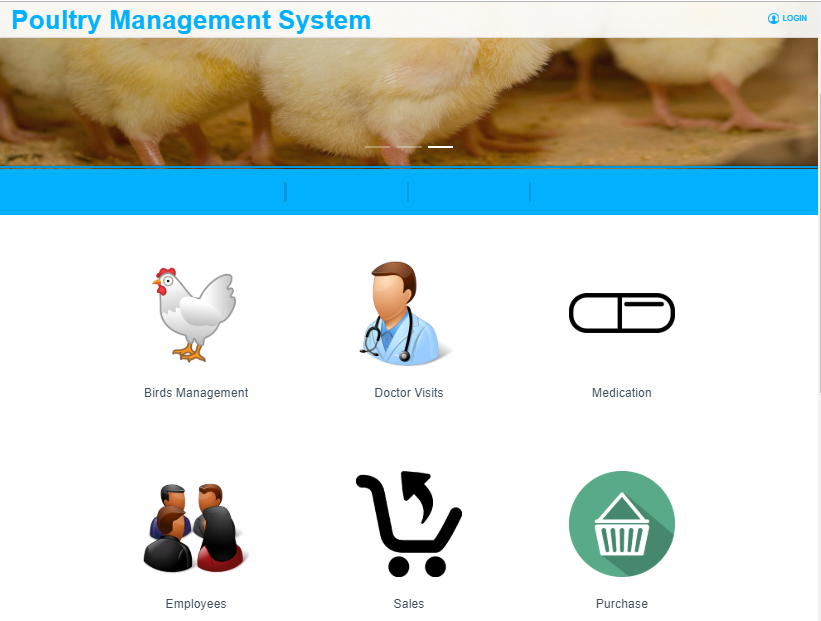 Poultry Management System
LOGIN
Birds Management
Doctor Visits
Medication
Employees
Sales
Purchase